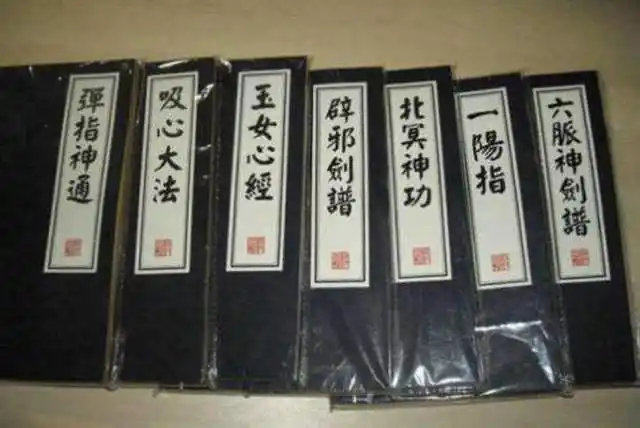 彈指神通
吸心大法
玉女心經
辟邪劍譜
北冥神功
一陽指
六脈神劍譜